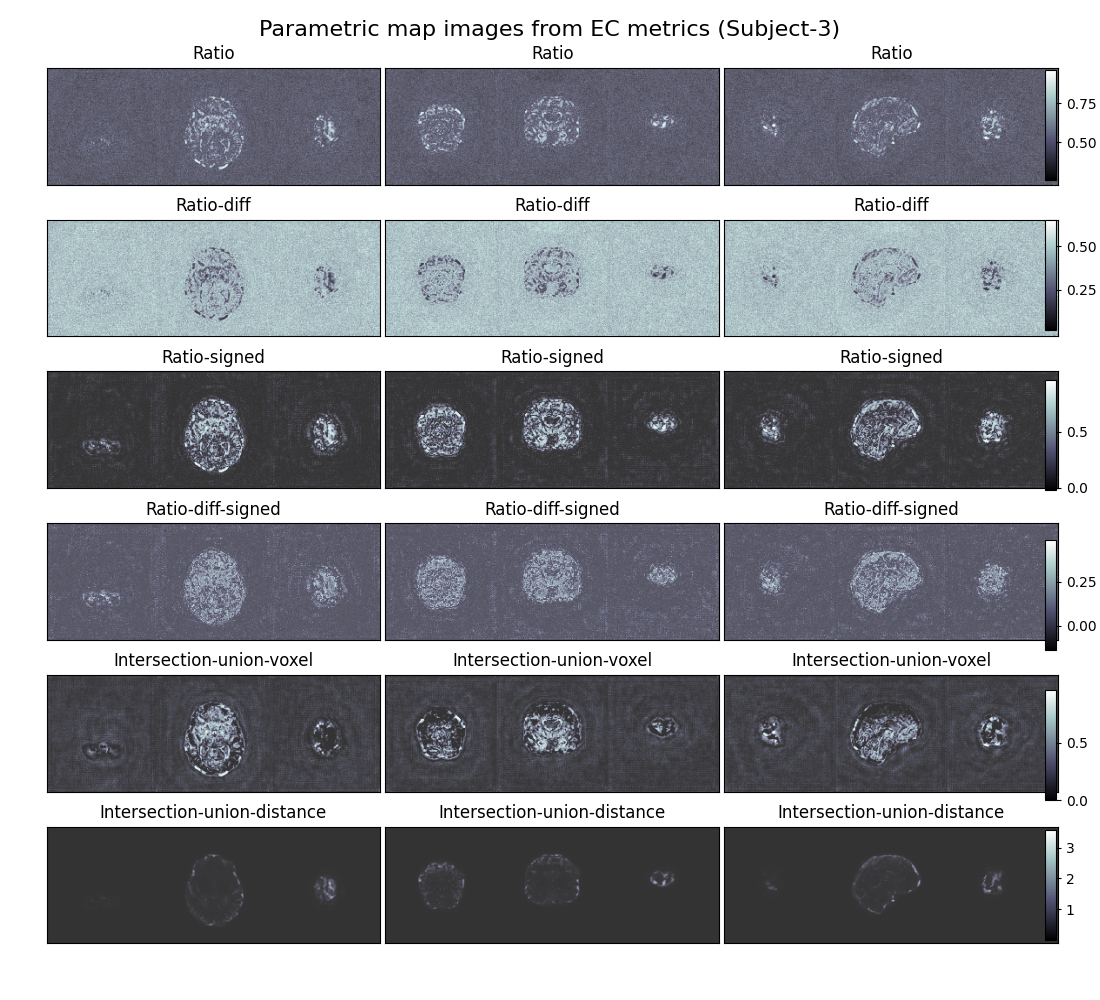 Parametric map images from EC metrics (Subject-3)
Ratio Ratio Ratio
0.75
0.50
Ratio-diff Ratio-diff Ratio-diff
0.50
0.25
Ratio-signed Ratio-signed Ratio-signed
0.5
0.0
Ratio-diff-signed Ratio-diff-signed Ratio-diff-signed
0.25
0.00
Intersection-union-voxel Intersection-union-voxel Intersection-union-voxel
0.5
0.0
Intersection-union-distance Intersection-union-distance Intersection-union-distance
3
2
1